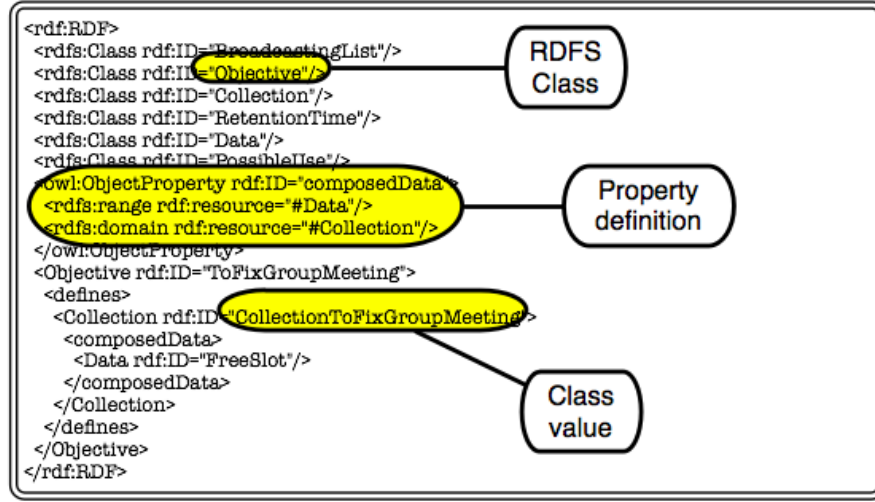 <rdf:RDF>
<rdfs:Class rdf:ID="BroadcastingList"/>
<rdfs:Class rdf:ID="Objective"/>
<rdfs:Class rdf:ID="Collection"/>
<rdfs:Class rdf:ID="RetentionTime"/>
<rdfs:Class rdf:ID="Data"/>
<rdfs:Class rdf:ID="PossibleUse"/>
<owl:ObjectProperty rdf:ID="composedData">
<rdfs:range rdf:resource="#Data"/>
<rdfs:domain rdf:resource="#Collection"/>
</owl:ObjectProperty>
<Objective rdf:ID="ToFixGroupMeeting">
<defines>
<Collection rdf:ID="CollectionToFixGroupMeeting">
<composedData>
<Data rdf:ID="FreeSlot"/>
</composedData>
</Collection>
</defines>
</Objective>
</rdf:RDF>
RDFS
Class
Property
definition
Class
value